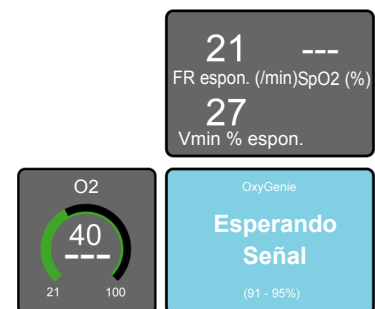 21 ---
FR espon. (/min) SpO2 (%)
27
Vmin % espon.
O2
40
---
21 100
OxyGenie
Esperando
Señal
(91 - 95%)